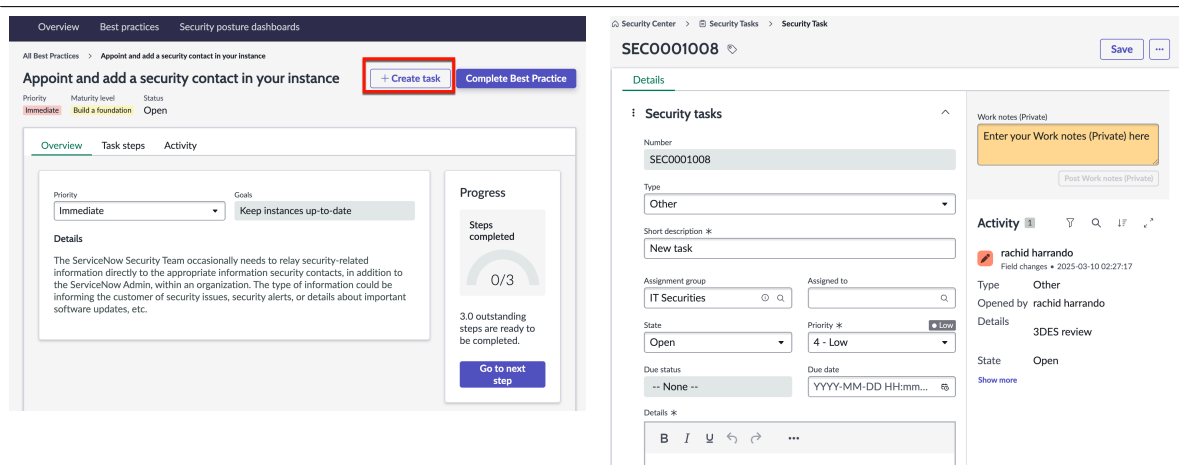 Overview Best practices Security posture dashboards
All Best Practices > Appoint and add a security contact in your instance
Appoint and add a security contact in your instance
+ Create task
Complete Best Practice
Priority Maturity level Status
Immediate Build a foundation Open
Overview Task steps Activity
Priority Goals
Immediate Keep instances up-to-date
Details
The ServiceNow Security Team occasionally needs to relay security-related
information directly to the appropriate information security contacts, in addition to
the ServiceNow Admin, within an organization. The type of information could be
informing the customer of security issues, security alerts, or details about important
software updates, etc.
Progress
Steps
completed
0/3
3.0 outstanding
steps are ready to
be completed.
Go to next
step
Security Center > Security Tasks > Security Task
SEC0001008
Save
Details
Security tasks
Number
SEC0001008
Type
Other
Short description *
New task
Assignment group Assigned to
IT Securities
State Priority * Low
Open 4 - Low
Due status Due date
-- None -- YYYY-MM-DD HH:mm...
Details *
B I U ...
Work notes (Private)
Enter your Work notes (Private) here
Post Work notes (Private)
Activity 1
rachid harrando
Field changes • 2025-03-10 02:27:17
Type Other
Opened by rachid harrando
Details
3DES review
State Open
Show more